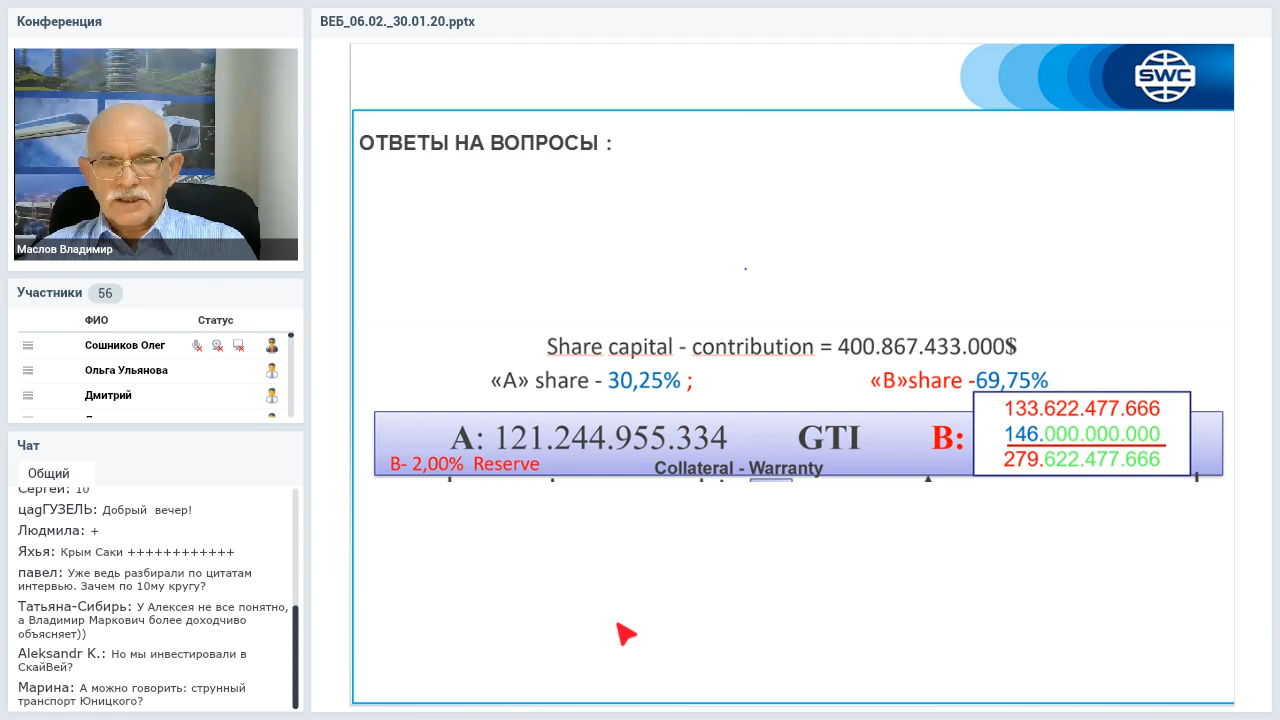 Конференция
Маслов Владимир
Участники 56
ФИО Статус
Сошников Олег
Ольга Ульянова
Дмитрий
Чат
Общий
Сергей: 10
цадГУЗЕЛЬ: Добрый вечер!
Людмила: +
Яхья: Крым Саки ++++++++++++
павел: Уже ведь разбирали по цитатам
интервью. Зачем по 10му кругу?
Татьяна-Сибирь: У Алексея не все понятно,
а Владимир Маркович более доходчиво
объясняет))
Aleksandr K.: Но мы инвестировали в
СкайВей?
Марина: А можно говорить: струнный
транспорт Юницкого?
ВЕБ_06.02._30.01.20.pptx
SWC
ОТВЕТЫ НА ВОПРОСЫ :
Share capital - contribution = 400.867.433.000$
«A» share - 30,25% ; «B»share -69,75%
A: 121.244.955.334 GTI B:
133.622.477.666
146.000.000.000
279.622.477.666
B- 2,00% Reserve
Collateral - Warranty